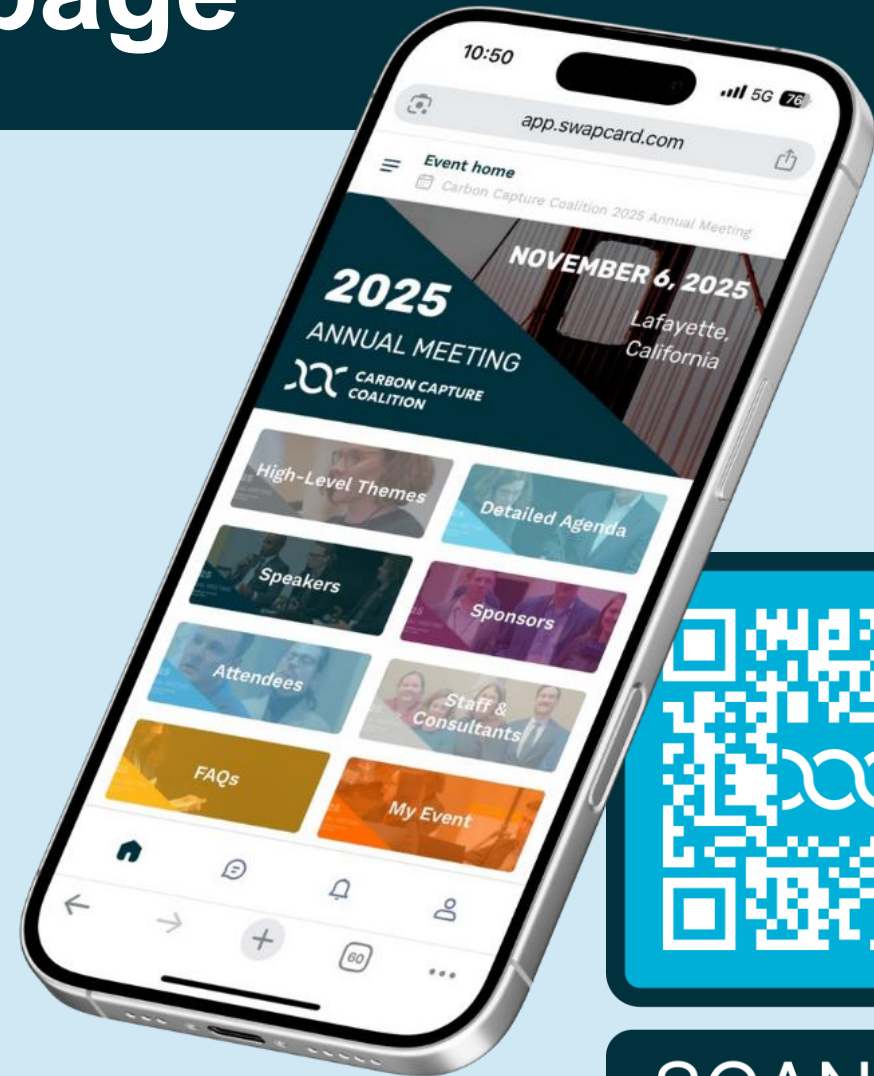 page
10:50
5G 76
app.swapcard.com
Event home
Carbon Capture Coalition 2025 Annual Meeting
NOVEMBER 6, 2025
Lafayette,
California
2025
ANNUAL MEETING
CARBON CAPTURE
COALITION
High-Level Themes
Detailed Agenda
Speakers
Sponsors
Attendees
Staff &
Consultants
FAQs
My Event
60
SCAN